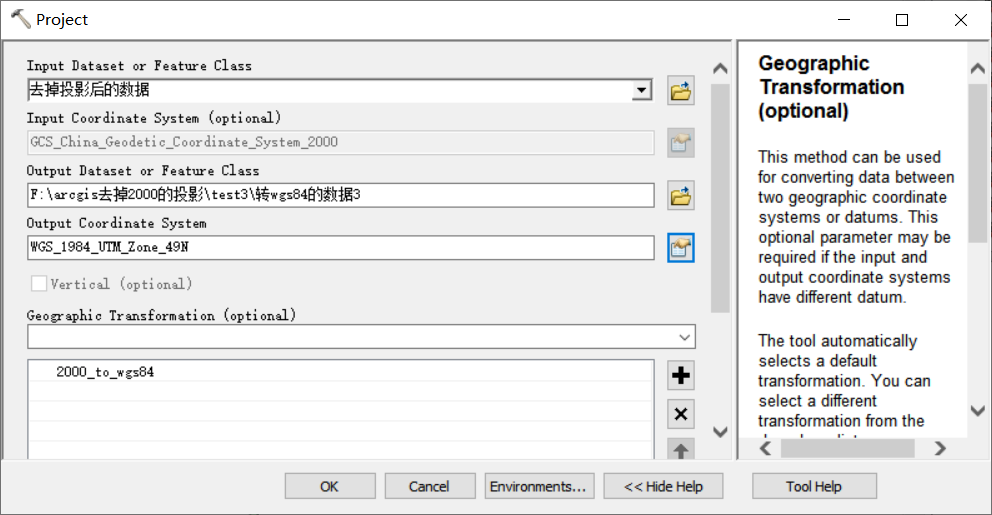 Project
Input Dataset or Feature Class
去掉投影后的数据
Input Coordinate System (optional)
GCS_China_Geodetic_Coordinate_System_2000
Output Dataset or Feature Class
F:\arcgis去掉2000的投影\test3\转wgs84的数据3
Output Coordinate System
WGS_1984_UTM_Zone_49N
Vertical (optional)
Geographic Transformation (optional)
2000_to_wgs84
Geographic
Transformation
(optional)
This method can be used
for converting data between
two geographic coordinate
systems or datums. This
optional parameter may be
required if the input and
output coordinate systems
have different datum.
The tool automatically
selects a default
transformation. You can
select a different
transformation from the
OK
Cancel
Environments...
<< Hide Help
Tool Help